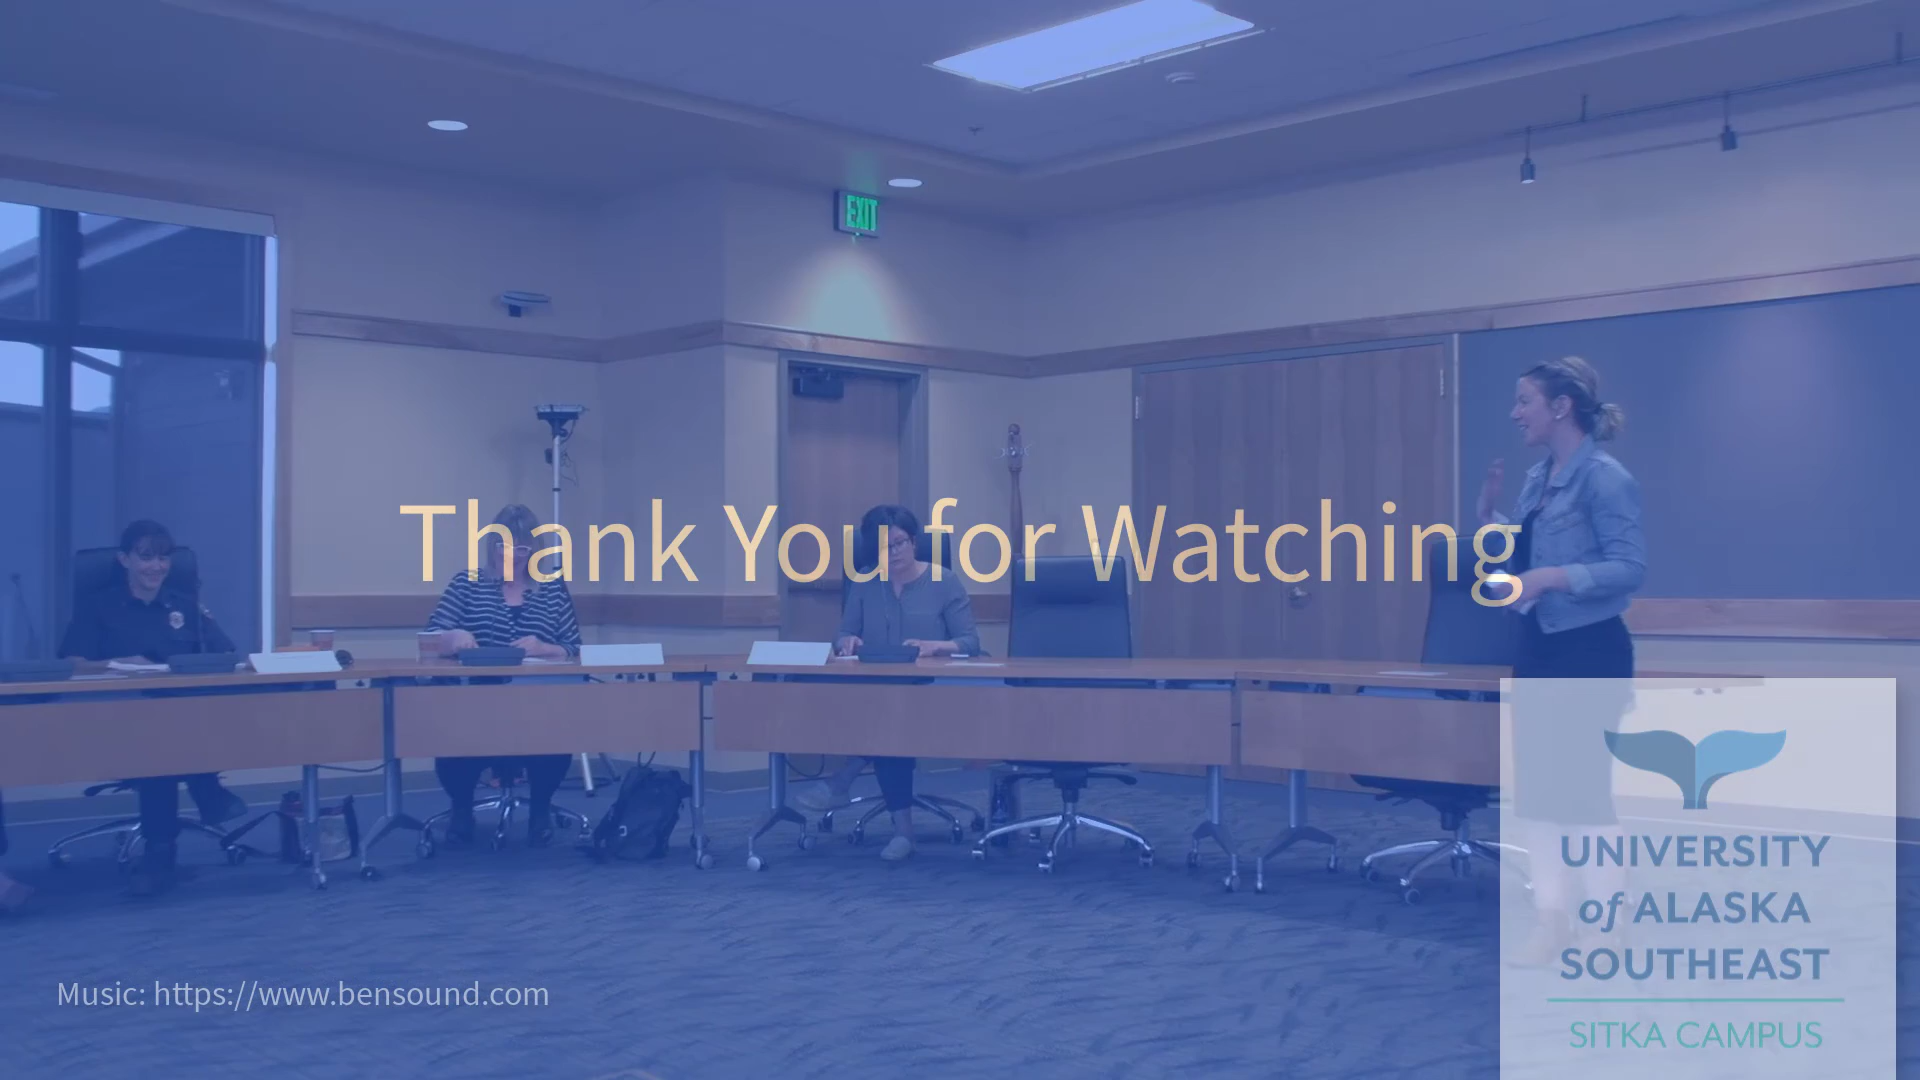 EXIT
Thank You for Watching
UNIVERSITY
of ALASKA
SOUTHEAST
SITKA CAMPUS
Music: https://www.bensound.com